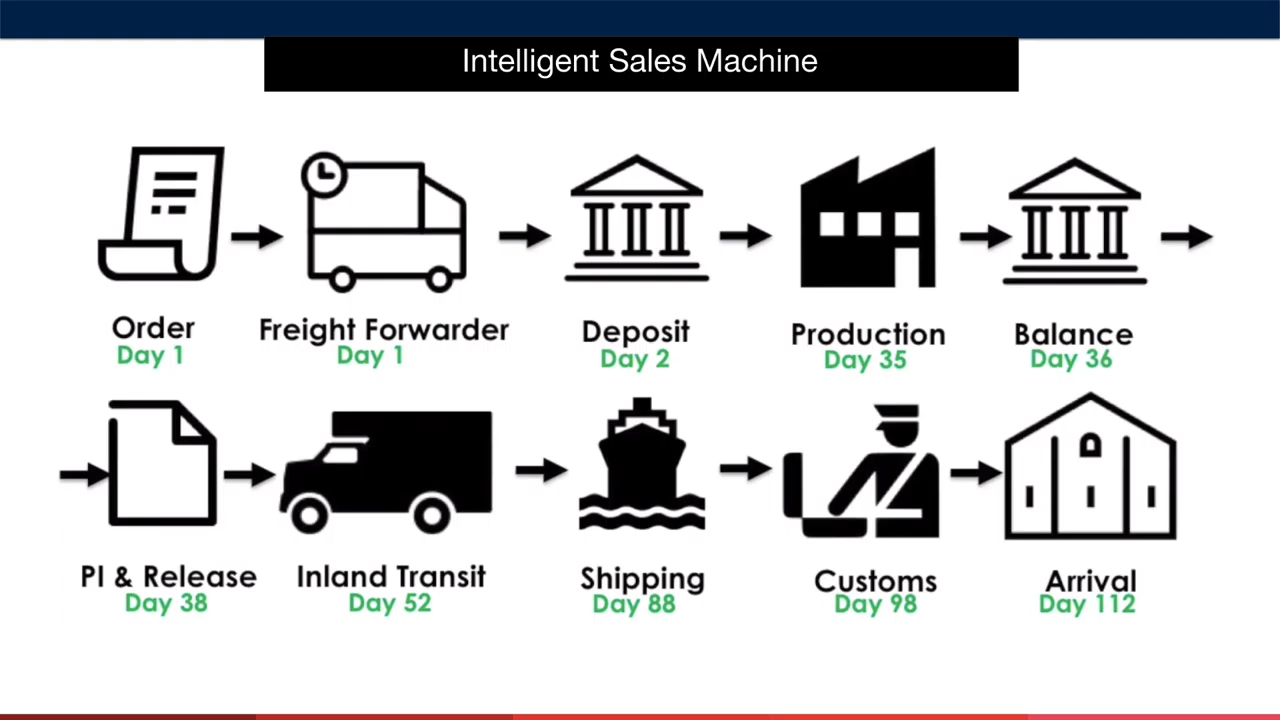 Intelligent Sales Machine
Order
Day 1
Freight Forwarder
Day 1
Deposit
Day 2
Production
Day 35
Balance
Day 36
PI & Release
Day 38
Inland Transit
Day 52
Shipping
Day 88
Customs
Day 98
Arrival
Day 112